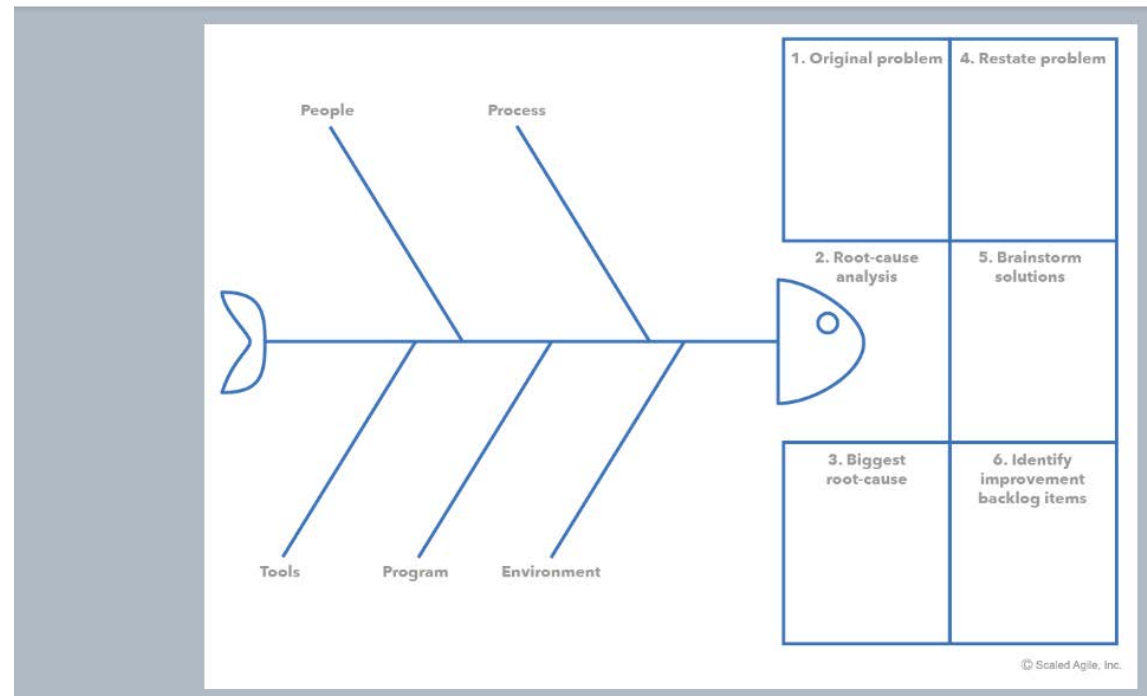 People
Process
Tools
Program
Environment
1. Original problem
4. Restate problem
2. Root-cause
analysis
5. Brainstorm
solutions
3. Biggest
root-cause
6. Identify
improvement
backlog items
© Scaled Agile, Inc.